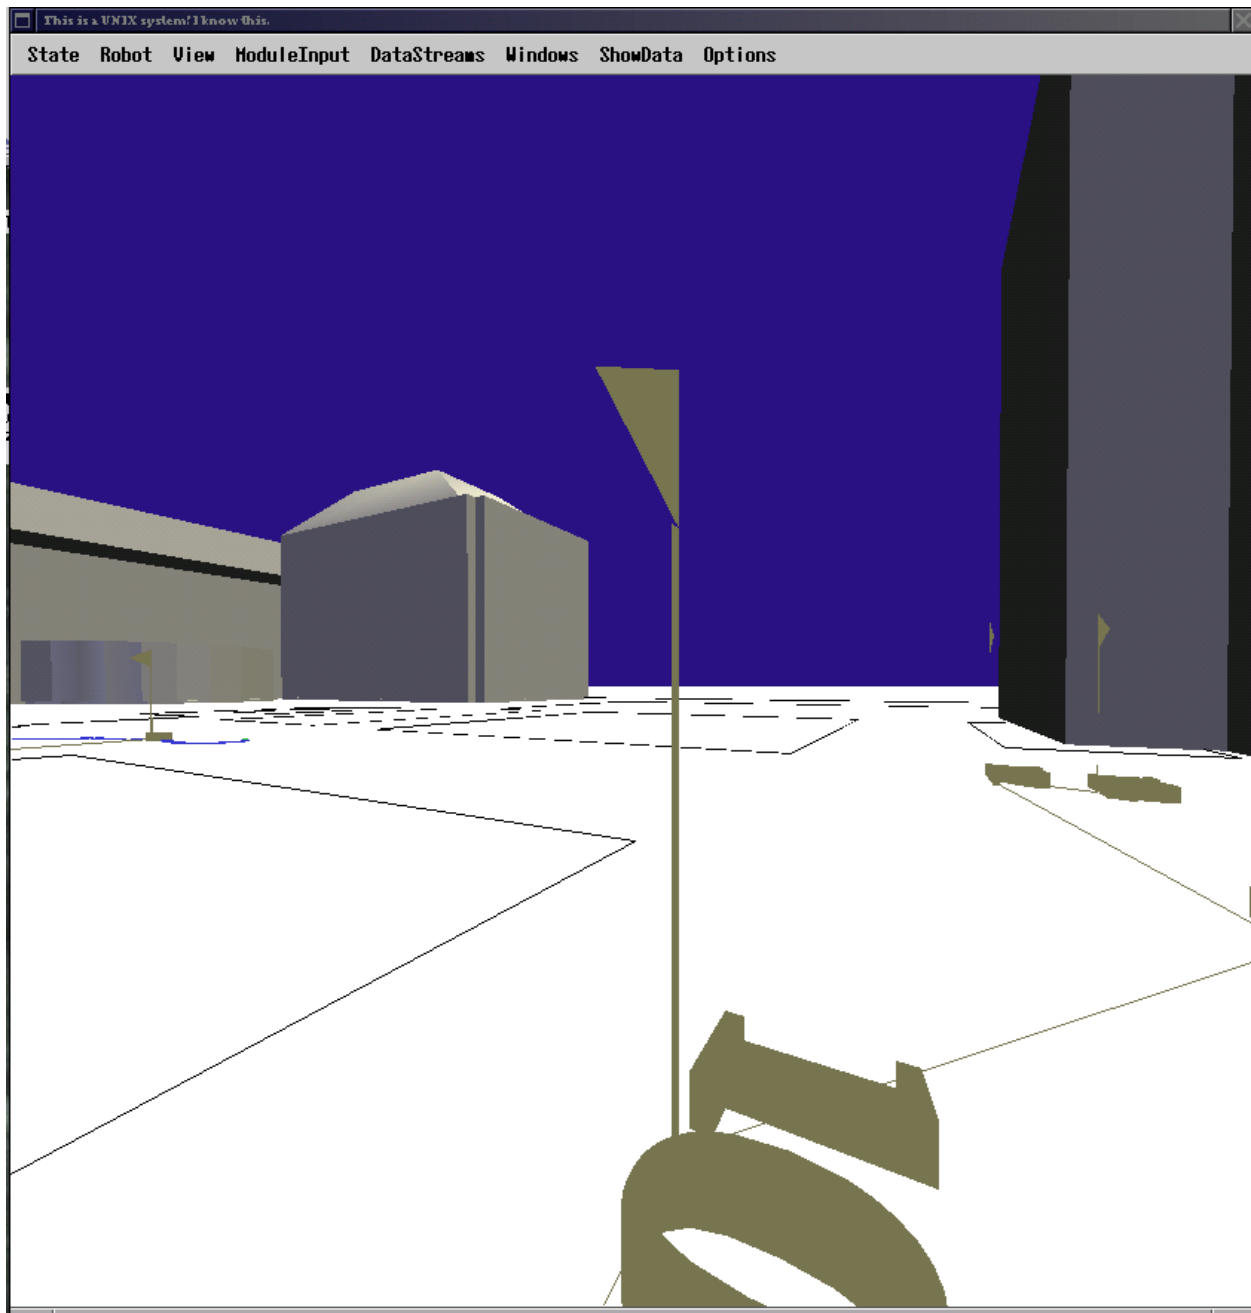 This is a UNIX system! I know this.
State Robot View ModuleInput DataStreams Windows ShowData Options